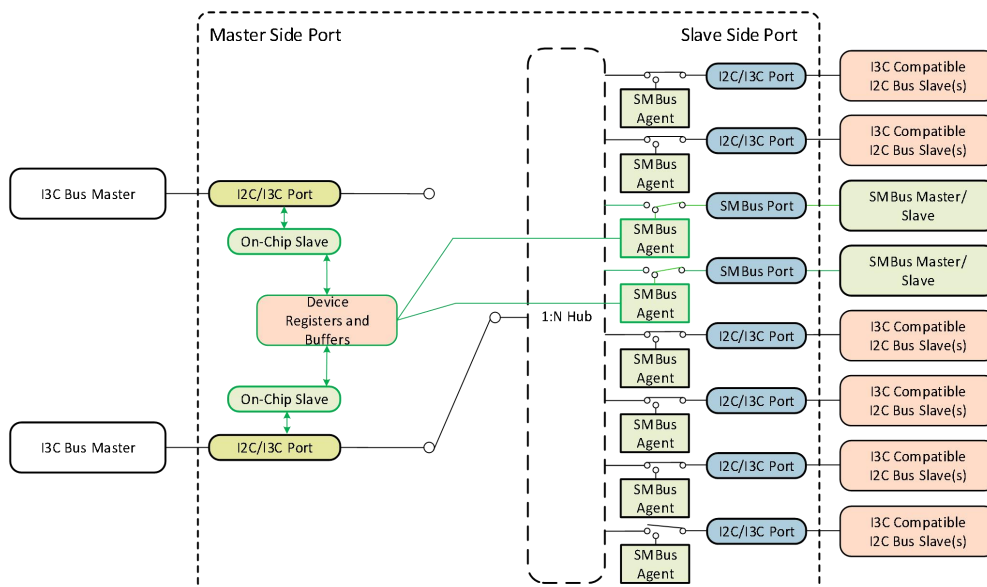 Master Side Port
Slave Side Port
I3C Bus Master
I2C/I3C Port
On-Chip Slave
Device
Registers and
Buffers
On-Chip Slave
I3C Bus Master
I2C/I3C Port
1:N Hub
SMBus
Agent
I2C/I3C Port
I3C Compatible
I2C Bus Slave(s)
SMBus
Agent
I2C/I3C Port
I3C Compatible
I2C Bus Slave(s)
SMBus
Agent
SMBus Port
SMBus Master/
Slave
SMBus
Agent
SMBus Port
SMBus Master/
Slave
SMBus
Agent
I2C/I3C Port
I3C Compatible
I2C Bus Slave(s)
SMBus
Agent
I2C/I3C Port
I3C Compatible
I2C Bus Slave(s)
SMBus
Agent
I2C/I3C Port
I3C Compatible
I2C Bus Slave(s)
SMBus
Agent
I2C/I3C Port
I3C Compatible
I2C Bus Slave(s)